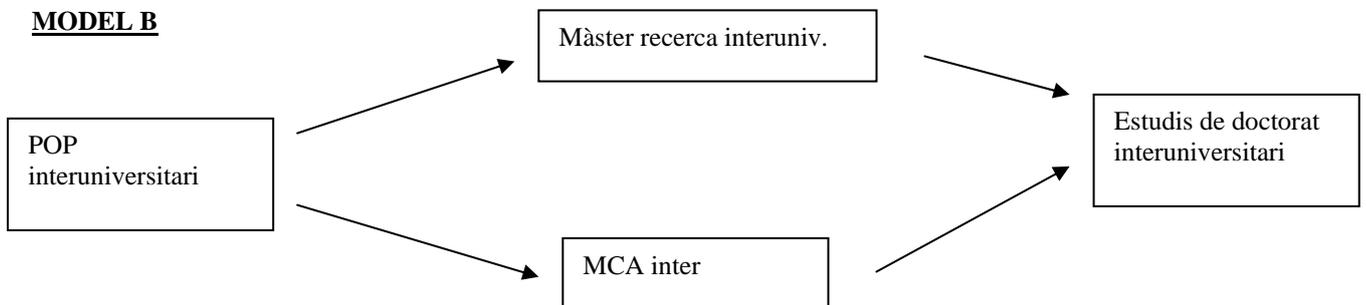 MODEL B
Màster recerca interuniv.
POP
interuniversitari
Estudis de doctorat
interuniversitari
MCA inter